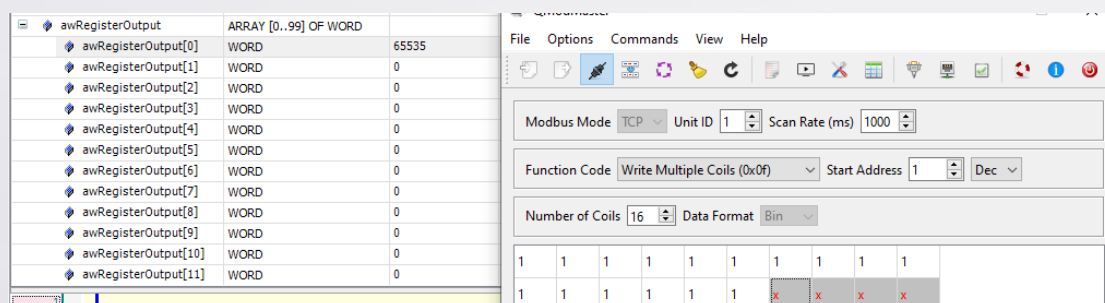 awRegisterOutput ARRAY [0..99] OF WORD
awRegisterOutput[0] WORD 65535
awRegisterOutput[1] WORD 0
awRegisterOutput[2] WORD 0
awRegisterOutput[3] WORD 0
awRegisterOutput[4] WORD 0
awRegisterOutput[5] WORD 0
awRegisterOutput[6] WORD 0
awRegisterOutput[7] WORD 0
awRegisterOutput[8] WORD 0
awRegisterOutput[9] WORD 0
awRegisterOutput[10] WORD 0
awRegisterOutput[11] WORD 0
File Options Commands View Help
Modbus Mode TCP Unit ID 1 Scan Rate (ms) 1000
Function Code Write Multiple Coils (0x0f) Start Address 1 Dec
Number of Coils 16 Data Format Bin
1 1 1 1 1 1 1 1 1 1
1 1 1 1 1 1 x x x x